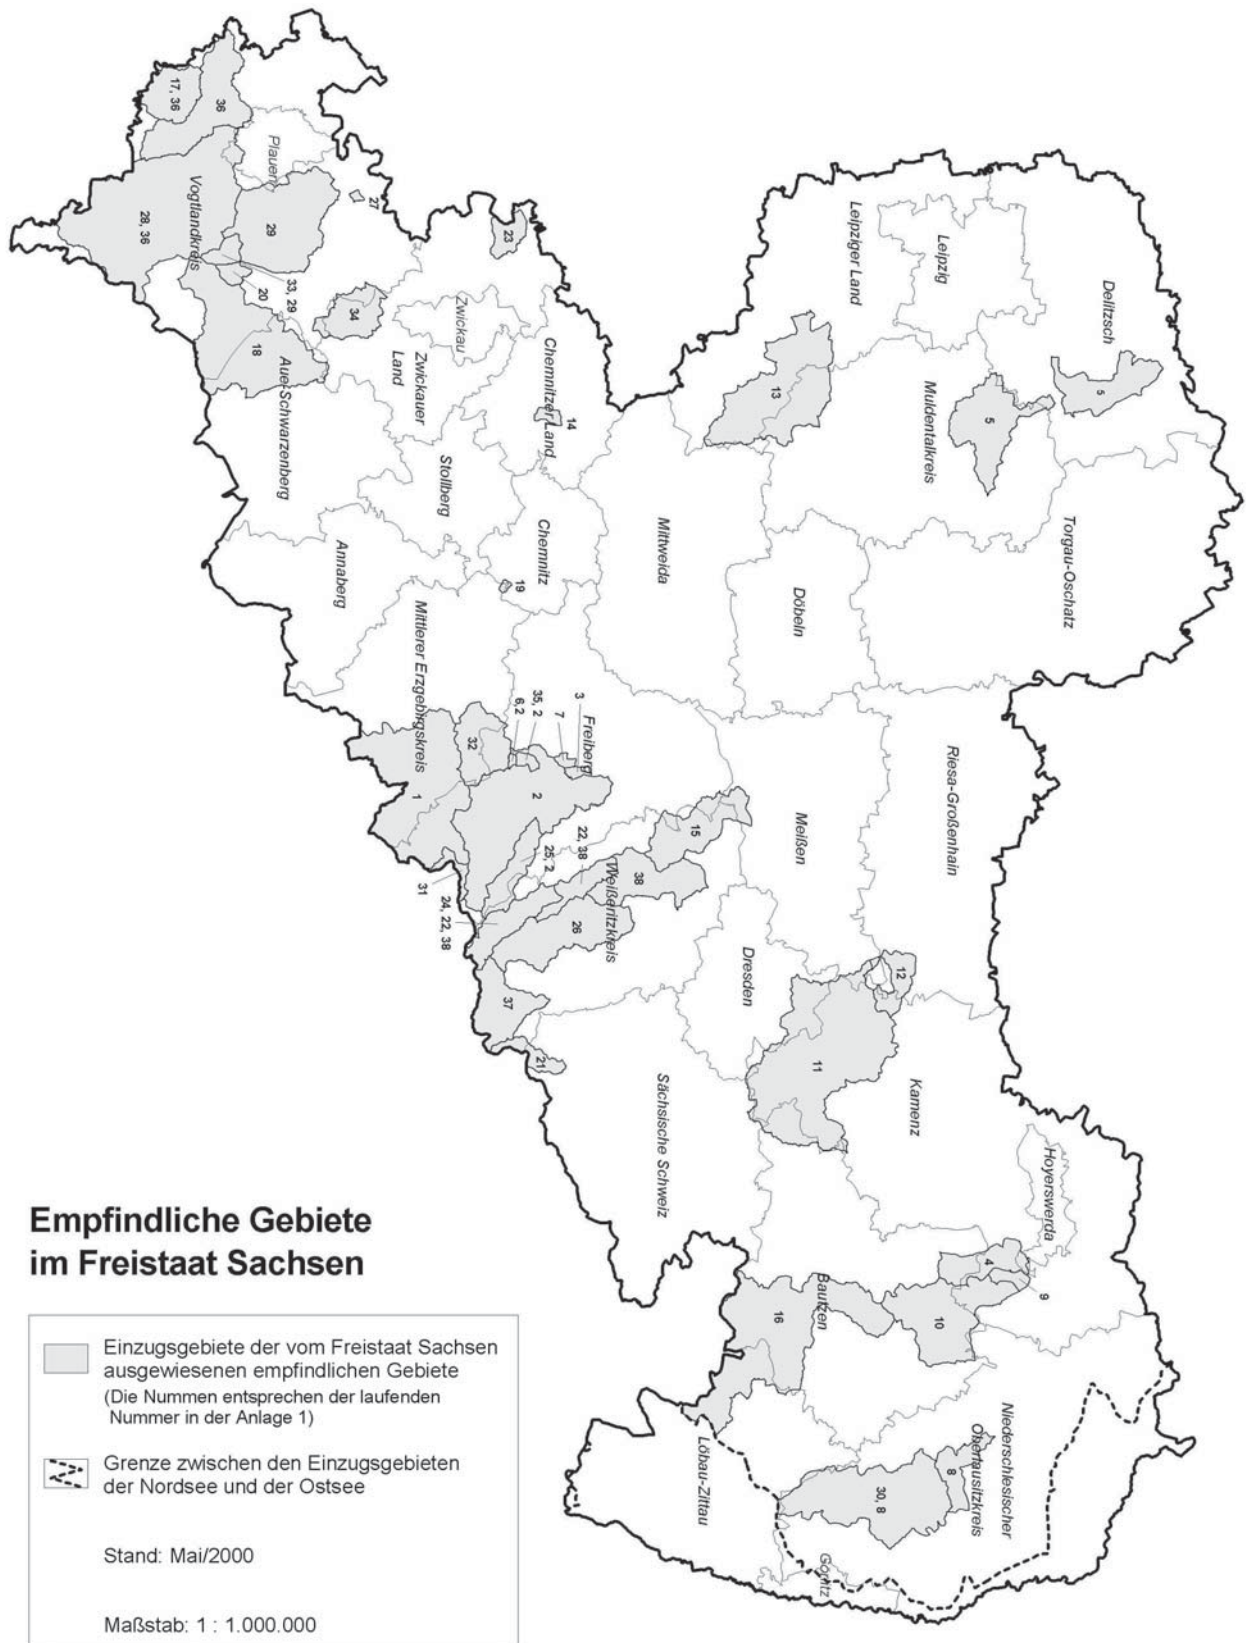 17, 36
36
Plauen
Vogtlandkreis
28, 36
29
27
23
33, 29
20
34
18
Auer-Schwarzenberg
Zwickau
Zwickauer
Land
Chemnitzer Land
14
Stollberg
Chemnitz
19
Annaberg
Mittlerer Erzgebirgskreis
Leipziger Land
Leipzig
Delitzsch
5
5
13
Muldentalkreis
Torgau-Oschatz
Mittweida
Döbeln
3
7
35, 2
6,2
Freiberg
32
1
2
22, 38
25, 2
15
38
Weißeritzkreis
26
31
24, 22, 38
37
21
Meißen
Riesa-Großenhain
Dresden
12
11
Kamenz
Sächsische Schweiz
Hoyerswerda
4
9
10
Bautzen
16
Niederschlesischer
Oberlausitzkreis
8
30, 8
Löbau-Zittau
Görlitz
Empfindliche Gebiete
im Freistaat Sachsen
Einzugsgebiete der vom Freistaat Sachsen
ausgewiesenen empfindlichen Gebiete
(Die Nummen entsprechen der laufenden
Nummer in der Anlage 1)
Grenze zwischen den Einzugsgebieten
der Nordsee und der Ostsee
Stand: Mai/2000
Maßstab: 1 : 1.000.000